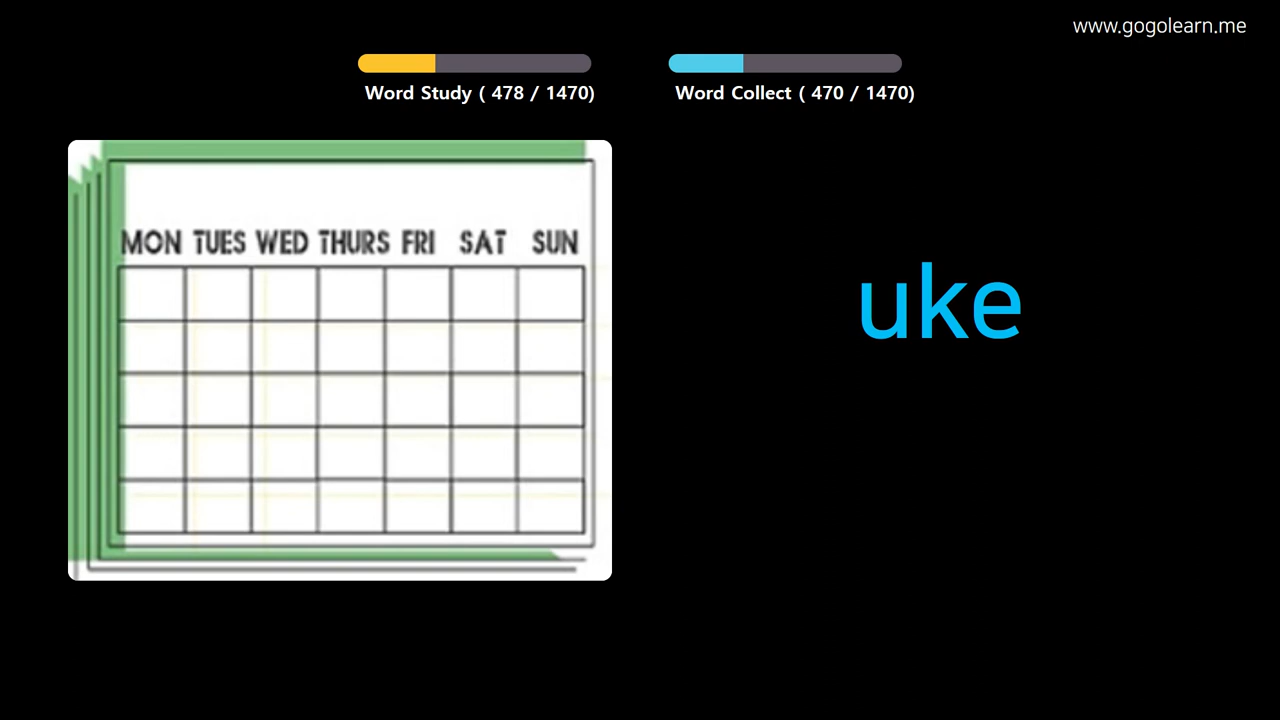 www.gogolearn.me
Word Study ( 478 / 1470)
Word Collect ( 470 / 1470)
MON TUES WED THURS FRI SAT SUN
uke